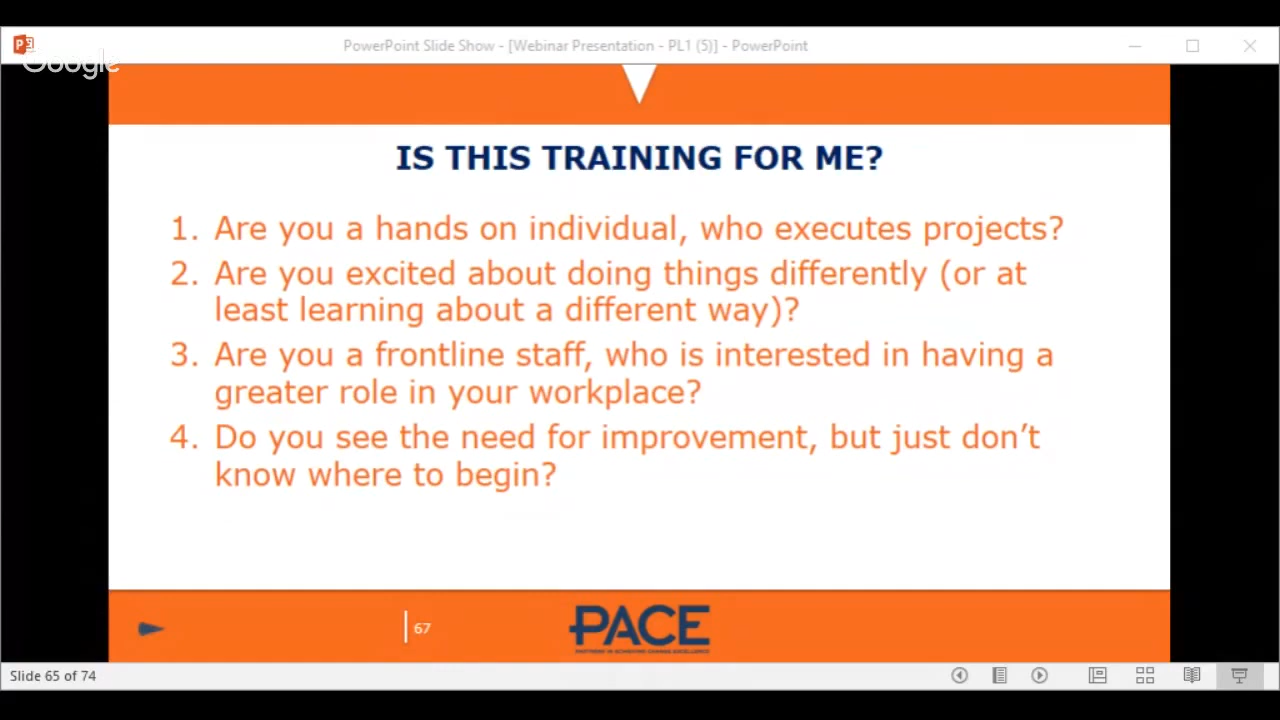 PowerPoint Slide Show - [Webinar Presentation - PL1 (5)] - PowerPoint
Google
IS THIS TRAINING FOR ME?
1. Are you a hands on individual, who executes projects?
2. Are you excited about doing things differently (or at
least learning about a different way)?
3. Are you a frontline staff, who is interested in having a
greater role in your workplace?
4. Do you see the need for improvement, but just don't
know where to begin?
67
PACE
PARTNERS IN ACHIEVING CHANGE EXCELLENCE
Slide 65 of 74